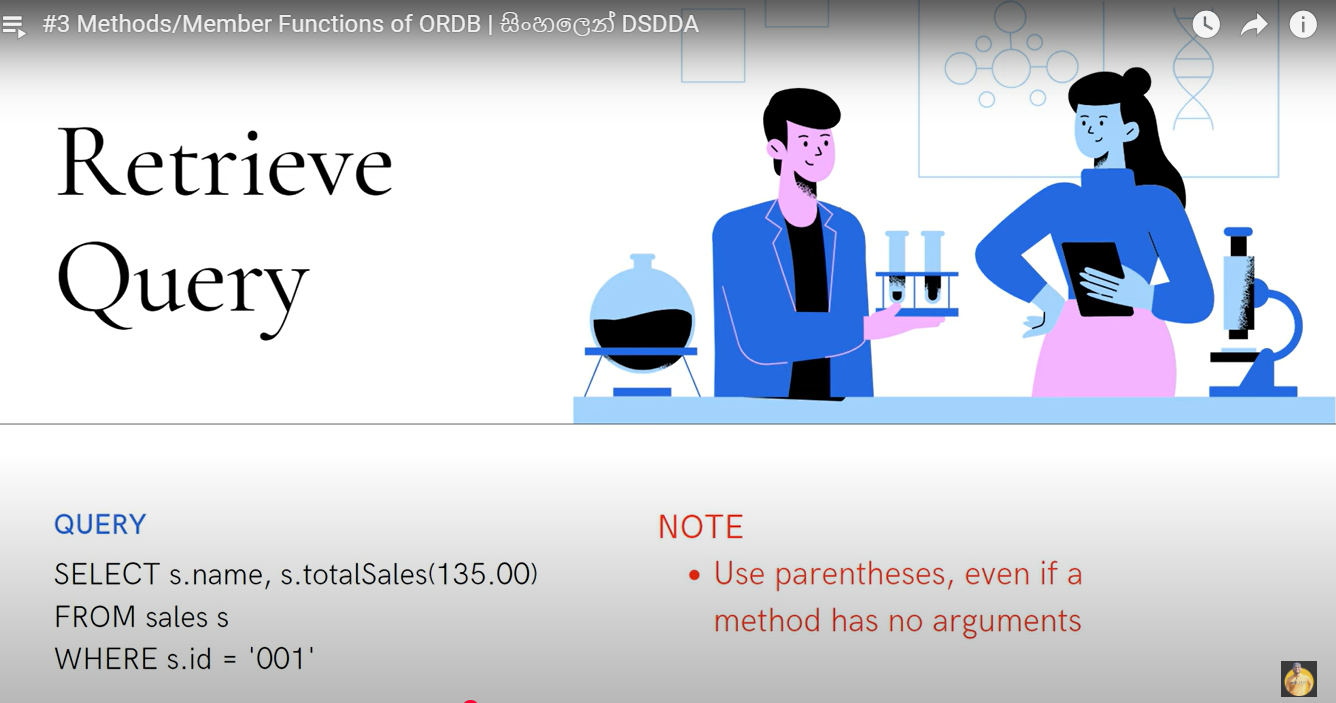 #3 Methods/Member Functions of ORDB | සිංහලෙන් DSDDA
Retrieve
Query
QUERY
SELECT s.name, s.totalSales(135.00)
FROM sales s
WHERE s.id = '001'
NOTE
• Use parentheses, even if a
method has no arguments